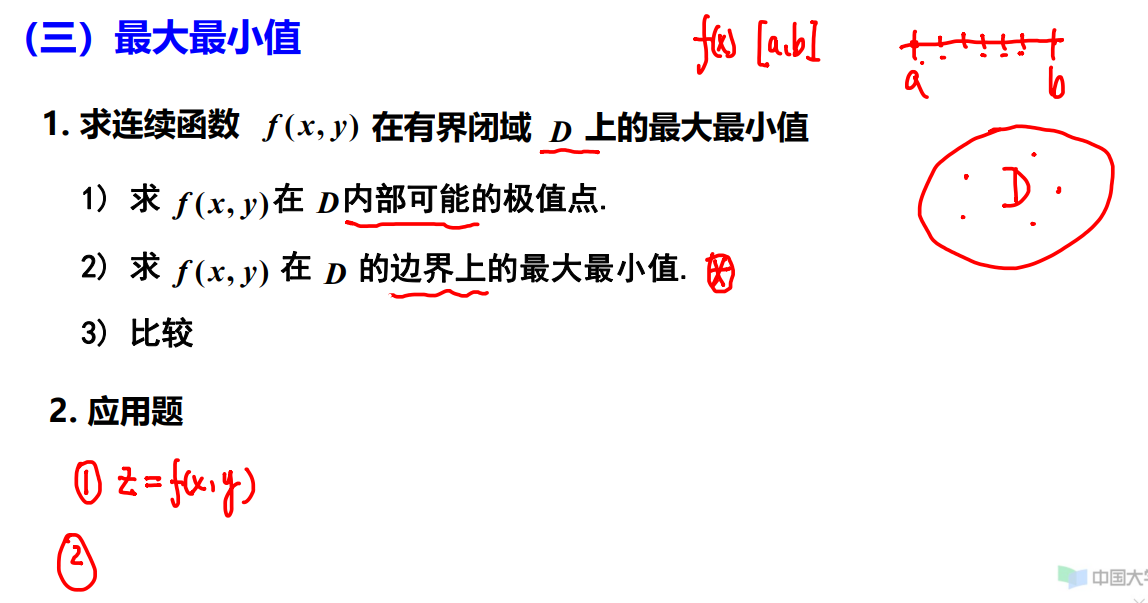 (三) 最大最小值
f(x) [a,b]
a b
1. 求连续函数 f(x, y) 在有界闭域 D 上的最大最小值
D
1) 求 f(x, y) 在 D 内部可能的极值点.
2) 求 f(x, y) 在 D 的边界上的最大最小值.
3) 比较
2. 应用题
① z = f(x, y)
②
中国大学